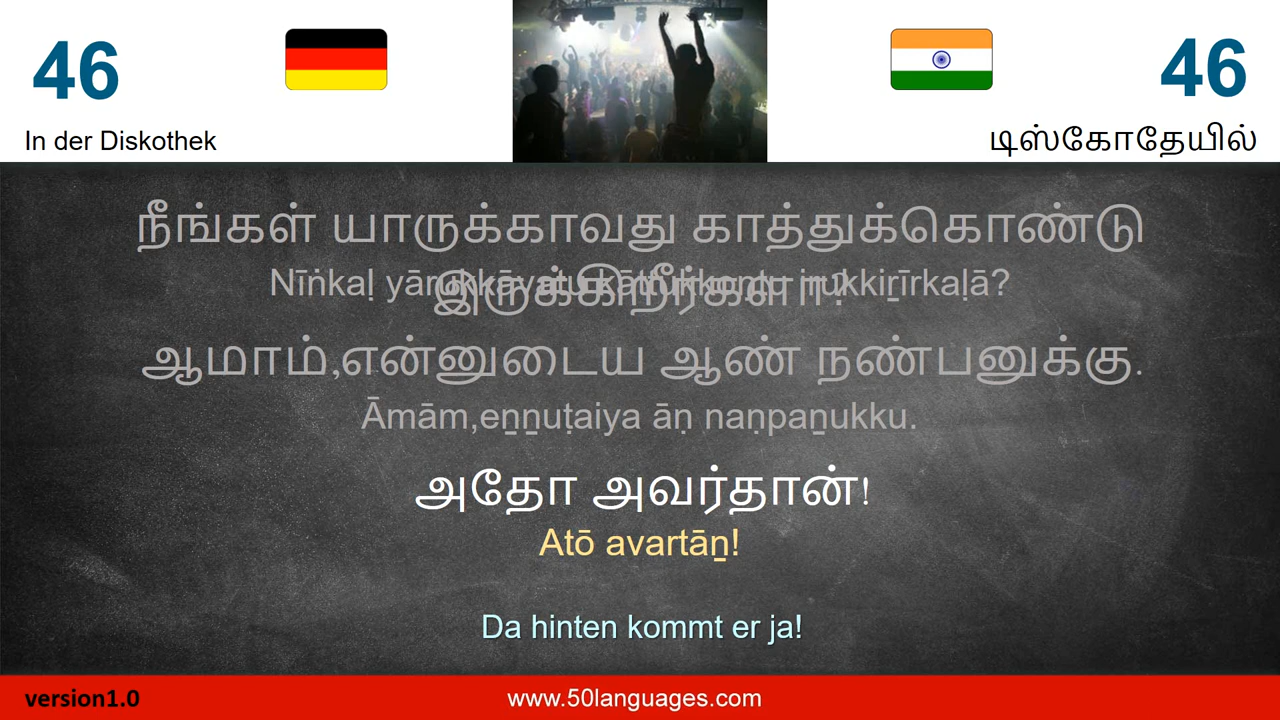 46
46
In der Diskothek
டிஸ்கோதேயில்
நீங்கள் யாருக்காவது காத்துக்கொண்டு
இருக்கிறீர்களா?
Nīṅkaḷ yārukkāvatu kāttukkoṇṭu irukkiṟīrkaḷā?
ஆமாம்,என்னுடைய ஆண் நண்பனுக்கு.
Āmām,eṉṉuṭaiya āṇ naṇpaṉukku.
அதோ அவர்தான்!
Atō avartāṉ!
Da hinten kommt er ja!
version1.0
www.50languages.com